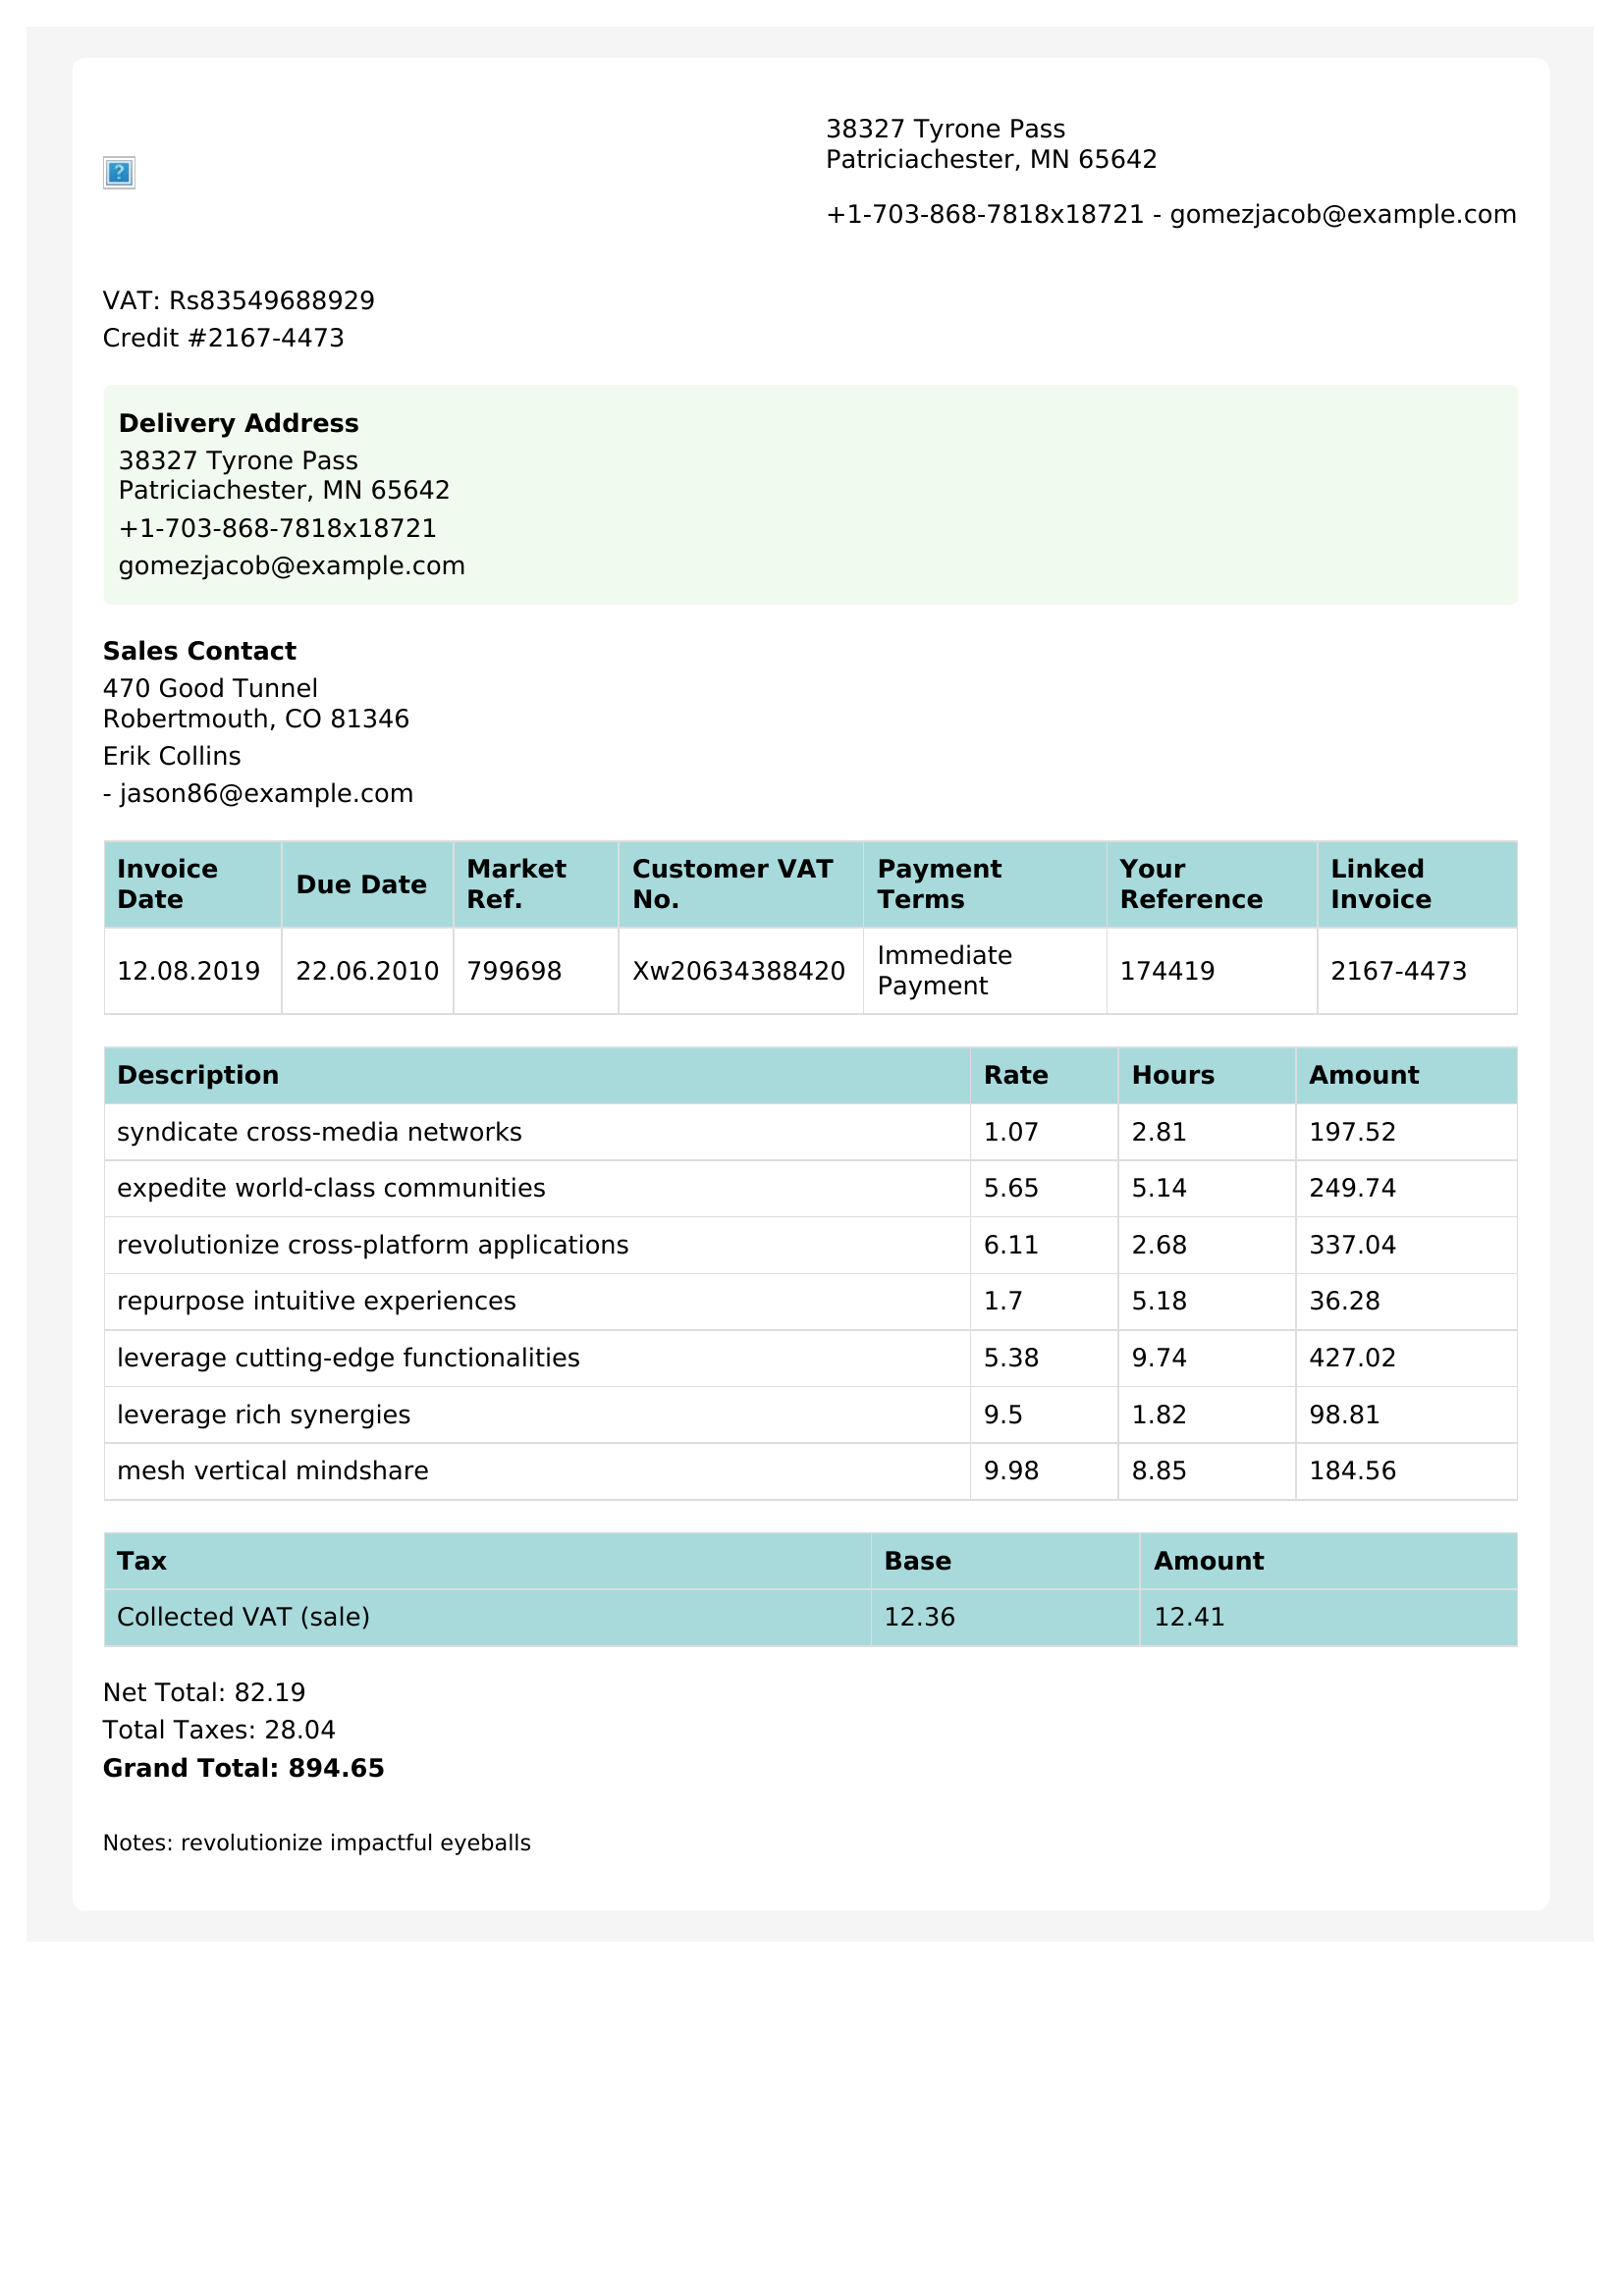 38327 Tyrone Pass
Patriciachester, MN 65642
+1-703-868-7818x18721 - gomezjacob@example.com
VAT: Rs83549688929
Credit #2167-4473
Delivery Address
38327 Tyrone Pass
Patriciachester, MN 65642
+1-703-868-7818x18721
gomezjacob@example.com
Sales Contact
470 Good Tunnel
Robertmouth, CO 81346
Erik Collins
- jason86@example.com
Invoice Date Due Date Market Ref. Customer VAT No. Payment Terms Your Reference Linked Invoice
12.08.2019 22.06.2010 799698 Xw20634388420 Immediate Payment 174419 2167-4473
Description Rate Hours Amount
syndicate cross-media networks 1.07 2.81 197.52
expedite world-class communities 5.65 5.14 249.74
revolutionize cross-platform applications 6.11 2.68 337.04
repurpose intuitive experiences 1.7 5.18 36.28
leverage cutting-edge functionalities 5.38 9.74 427.02
leverage rich synergies 9.5 1.82 98.81
mesh vertical mindshare 9.98 8.85 184.56
Tax Base Amount
Collected VAT (sale) 12.36 12.41
Net Total: 82.19
Total Taxes: 28.04
Grand Total: 894.65
Notes: revolutionize impactful eyeballs